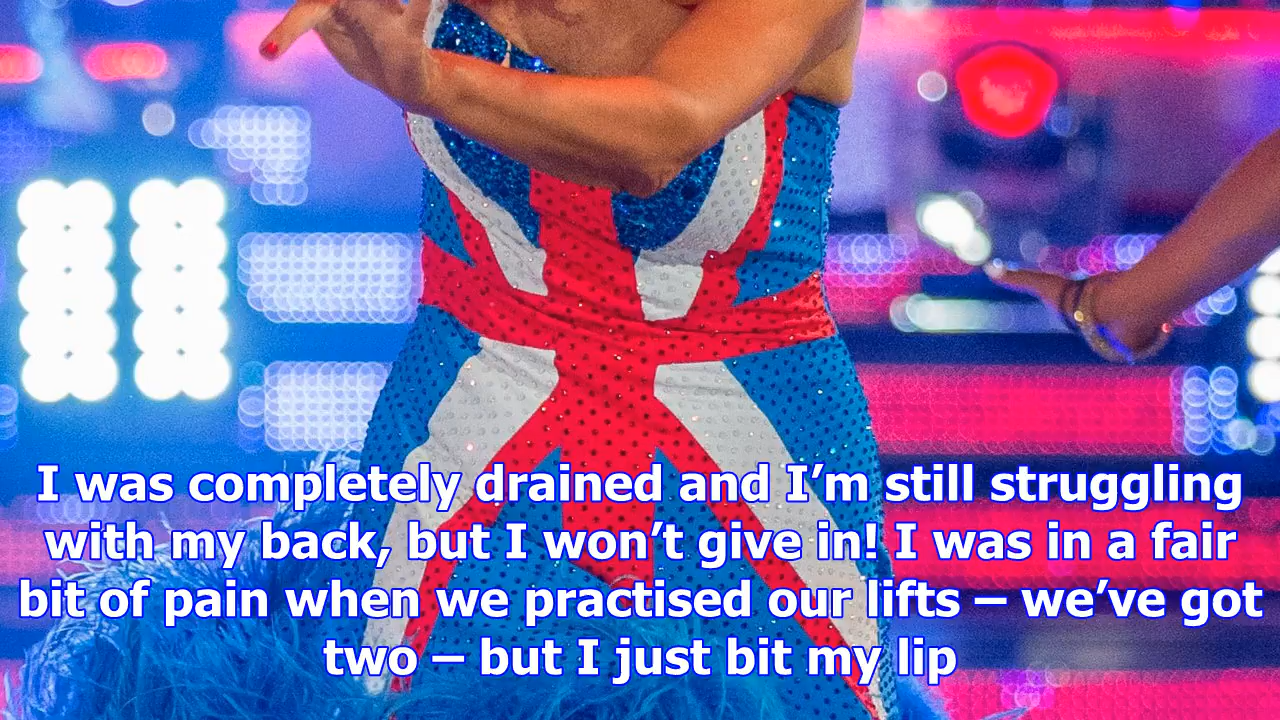 I was completely drained and I’m still struggling
with my back, but I won’t give in! I was in a fair
bit of pain when we practised our lifts – we’ve got
two – but I just bit my lip